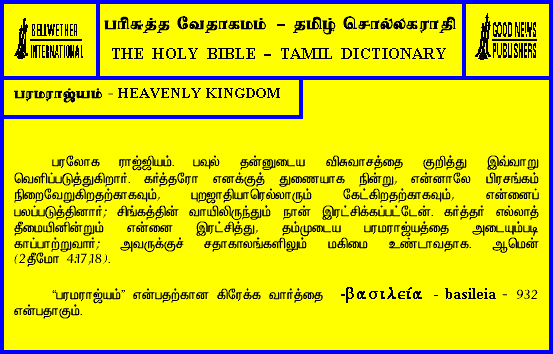 BELLWETHER
INTERNATIONAL
பரிசுத்த வேதாகமம் – தமிழ் சொல்லகராதி
THE HOLY BIBLE – TAMIL DICTIONARY
GOOD NEWS
PUBLISHERS
பரமராஜ்யம் - HEAVENLY KINGDOM
பரலோக ராஜ்ஜியம். பவுல் தன்னுடைய விசுவாசத்தை குறித்து இவ்வாறு
வெளிப்படுத்துகிறார். கர்த்தரோ எனக்குத் துணையாக நின்று, என்னாலே பிரசங்கம்
நிறைவேறுகிறதற்காகவும், புறஜாதியாரெல்லாரும் கேட்கிறதற்காகவும், என்னைப்
பலப்படுத்தினார்; சிங்கத்தின் வாயிலிருந்தும் நான் இரட்சிக்கப்பட்டேன். கர்த்தர் எல்லாத்
தீமையினின்றும் என்னை இரட்சித்து, தம்முடைய பரமராஜ்யத்தை அடையும்படி
காப்பாற்றுவார்; அவருக்குச் சதாகாலங்களிலும் மகிமை உண்டாவதாக. ஆமென்
(2தீமோ 4:17,18).
“பரமராஜ்யம்” என்பதற்கான கிரேக்க வார்த்தை -βασιλεία - basileia - 932
என்பதாகும்.